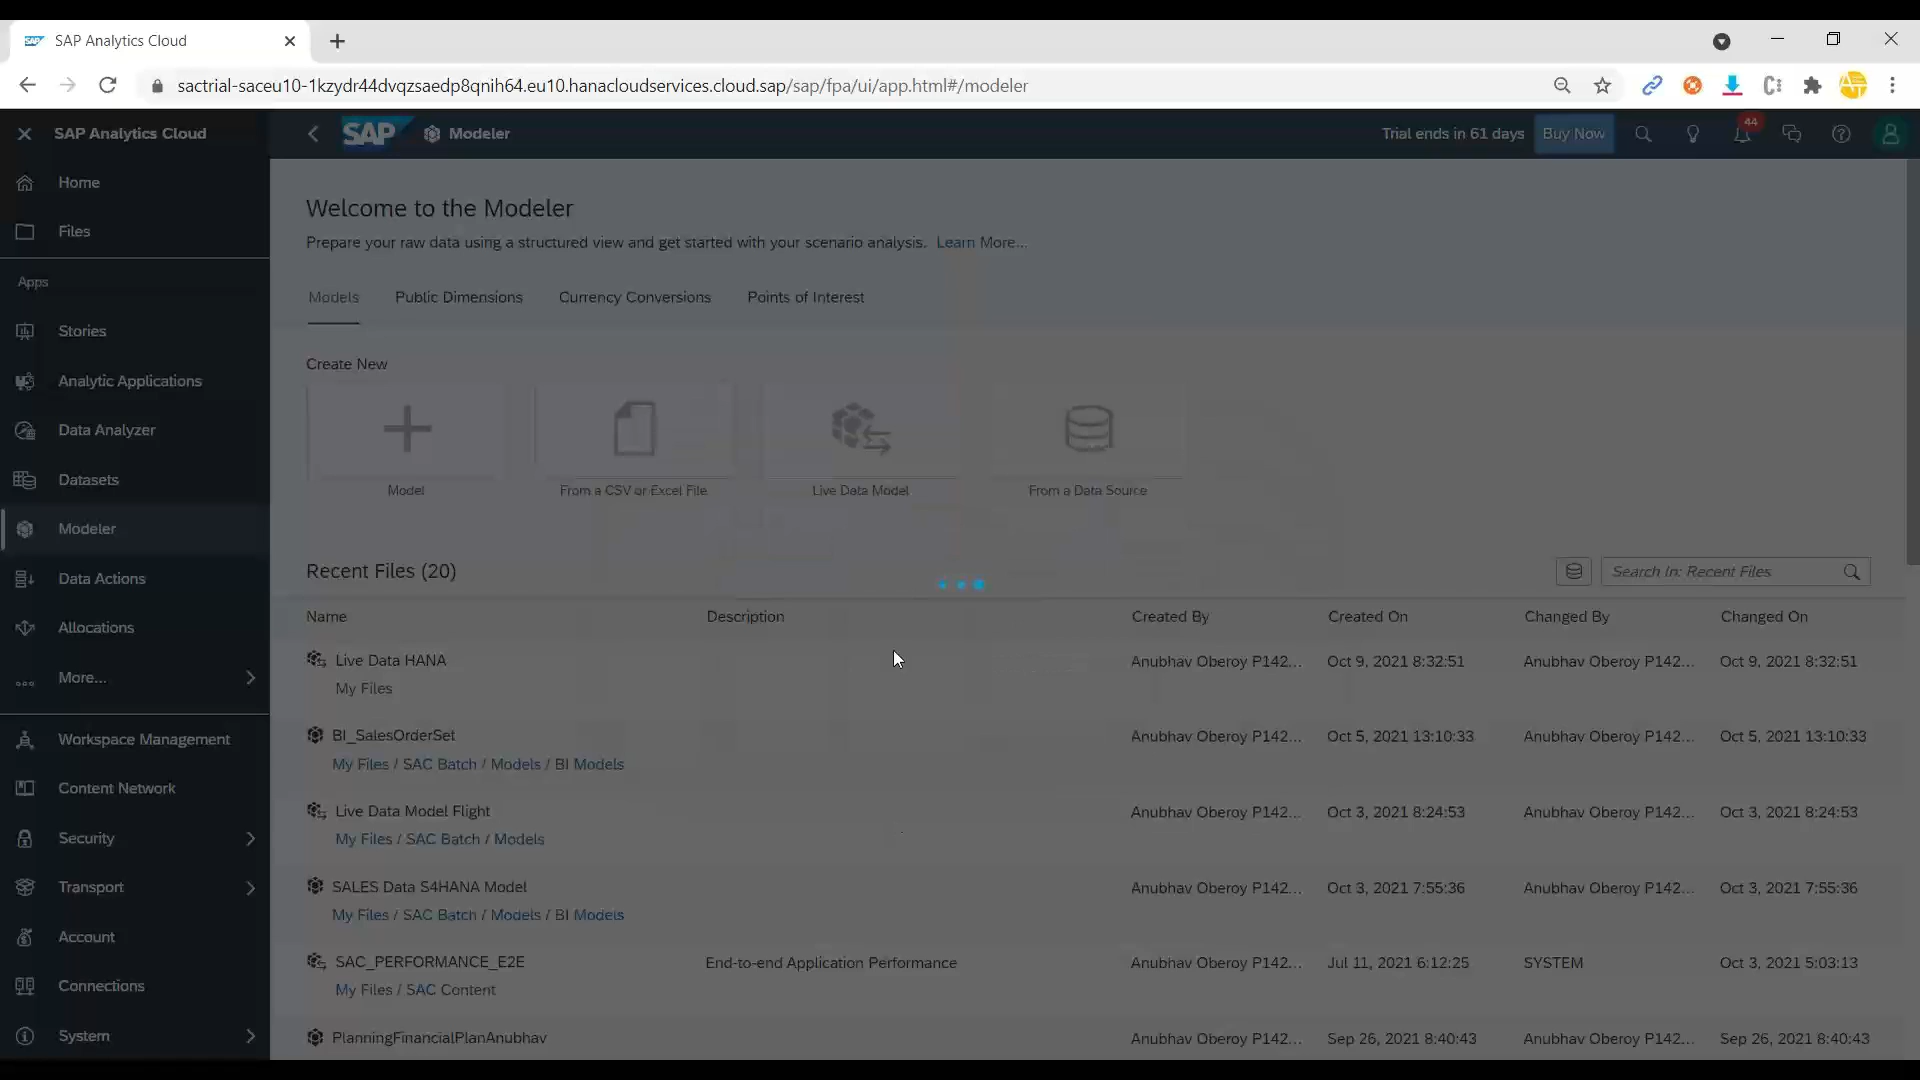 SAP Analytics Cloud
sactrial-saceu10-1kzydr44dvqzsaedp8qnih64.eu10.hanacloudservices.cloud.sap/sap/fpa/ui/app.html#/modeler
SAP Analytics Cloud
SAP Modeler
Trial ends in 61 days Buy Now 44
Home
Files
Apps
Stories
Analytic Applications
Data Analyzer
Datasets
Modeler
Data Actions
Allocations
More...
Workspace Management
Content Network
Security
Transport
Account
Connections
System
Welcome to the Modeler
Prepare your raw data using a structured view and get started with your scenario analysis. Learn More...
Models Public Dimensions Currency Conversions Points of Interest
Create New
Model From a CSV or Excel File Live Data Model From a Data Source
Recent Files (20) Search In: Recent Files
Name Description Created By Created On Changed By Changed On
Live Data HANA Anubhav Oberoy P142... Oct 9, 2021 8:32:51 Anubhav Oberoy P142... Oct 9, 2021 8:32:51
My Files
BI_SalesOrderSet Anubhav Oberoy P142... Oct 5, 2021 13:10:33 Anubhav Oberoy P142... Oct 5, 2021 13:10:33
My Files / SAC Batch / Models / BI Models
Live Data Model Flight Anubhav Oberoy P142... Oct 3, 2021 8:24:53 Anubhav Oberoy P142... Oct 3, 2021 8:24:53
My Files / SAC Batch / Models
SALES Data S4HANA Model Anubhav Oberoy P142... Oct 3, 2021 7:55:36 Anubhav Oberoy P142... Oct 3, 2021 7:55:36
My Files / SAC Batch / Models / BI Models
SAC_PERFORMANCE_E2E End-to-end Application Performance Anubhav Oberoy P142... Jul 11, 2021 6:12:25 SYSTEM Oct 3, 2021 5:03:13
My Files / SAC Content
PlanningFinancialPlanAnubhav Anubhav Oberoy P142... Sep 26, 2021 8:40:43 Anubhav Oberoy P142... Sep 26, 2021 8:40:43